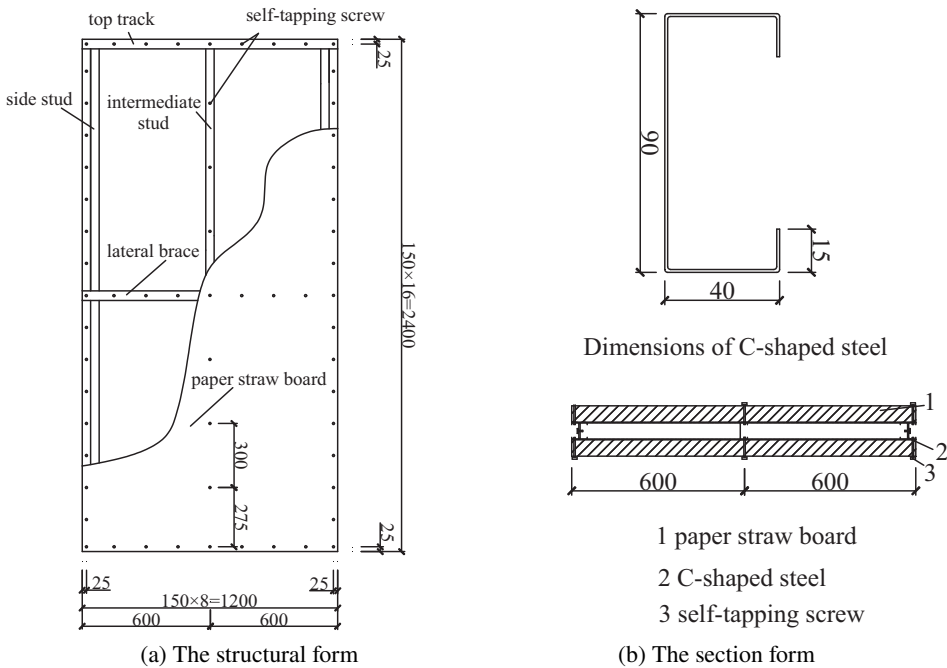 top track
self-tapping screw
25
side stud
intermediate
stud
lateral brace
150×16=2400
paper straw board
300
275
25
25
25
150×8=1200
600
600
(a) The structural form
90
15
40
Dimensions of C-shaped steel
1
2
3
600
600
1 paper straw board
2 C-shaped steel
3 self-tapping screw
(b) The section form